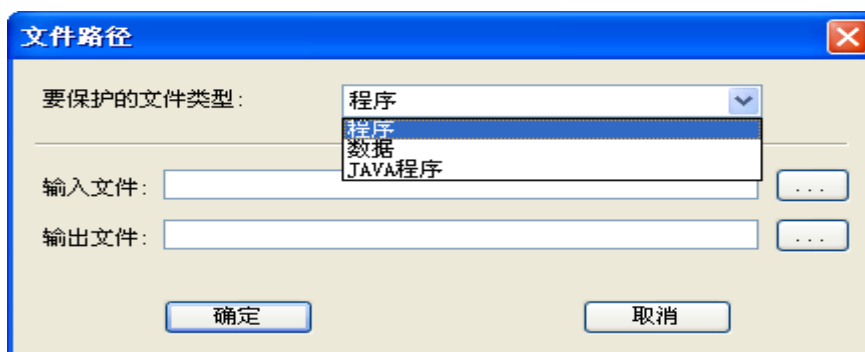 文件路径
要保护的文件类型: 程序
程序
数据
JAVA程序
输入文件: ...
输出文件: ...
确定 取消